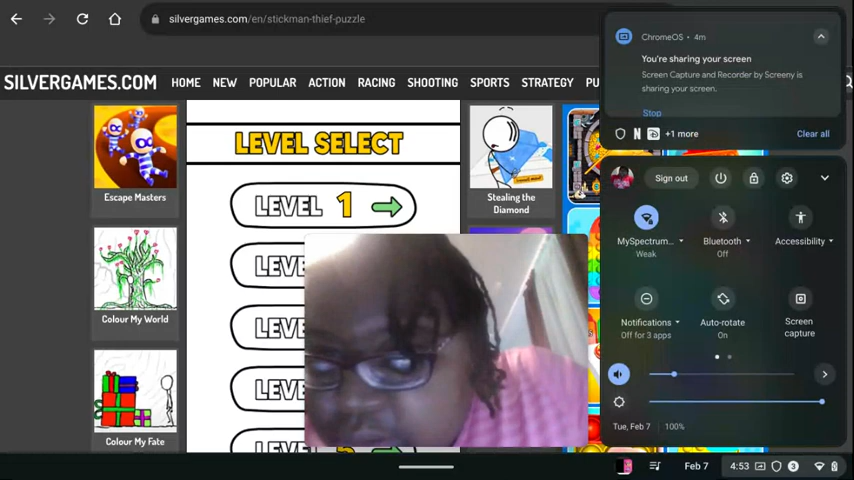 silvergames.com/en/stickman-thief-puzzle
SILVERGAMES.COM HOME NEW POPULAR ACTION RACING SHOOTING SPORTS STRATEGY PU
LEVEL SELECT
LEVEL 1
Escape Masters
Colour My World
Colour My Fate
Stealing the
Diamond
ChromeOS • 4m
You're sharing your screen
Screen Capture and Recorder by Screeny is
sharing your screen.
Stop
+1 more Clear all
Sign out
MySpectrum...
Weak
Bluetooth
Off
Accessibility
Notifications
Off for 3 apps
Auto-rotate
On
Screen
capture
Tue, Feb 7 100%
Feb 7 4:53 3